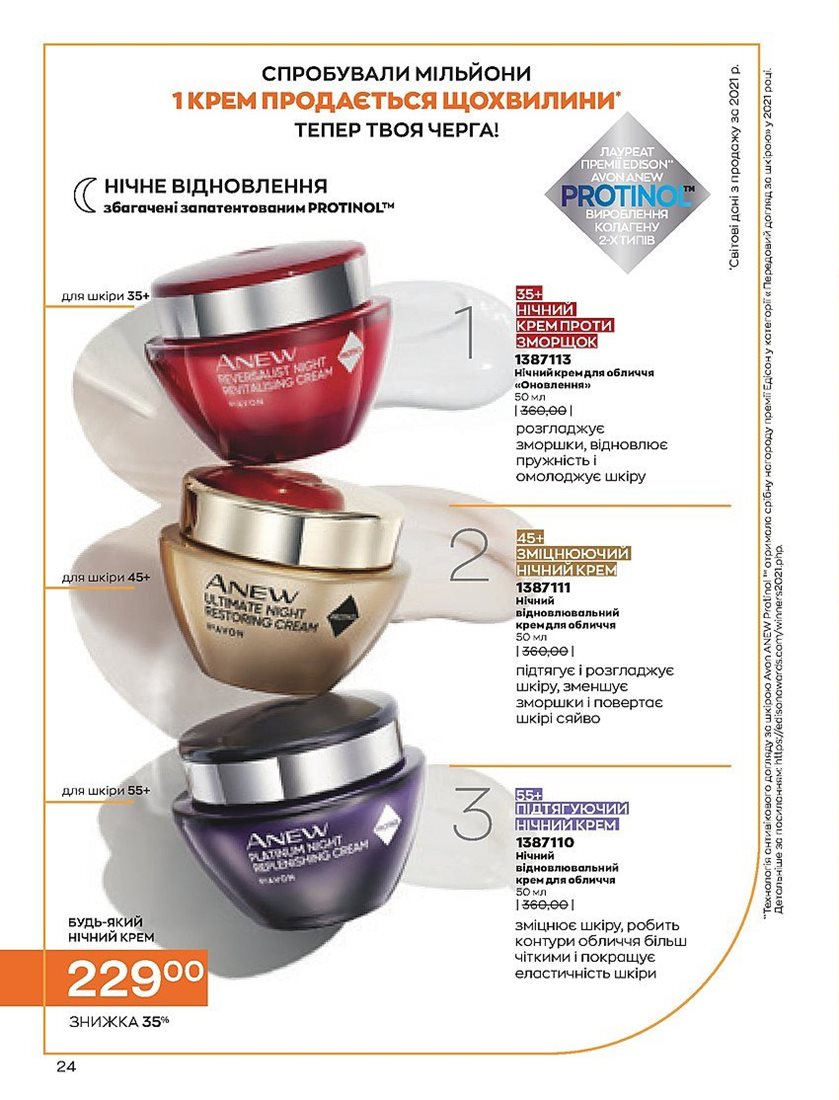 СПРОБУВАЛИ МІЛЬЙОНИ
1 КРЕМ ПРОДАЄТЬСЯ ЩОХВИЛИНИ*
ТЕПЕР ТВОЯ ЧЕРГА!
НІЧНЕ ВІДНОВЛЕННЯ
збагачені запатентованим PROTINOL™
ЛАУРЕАТ
ПРЕМІЇ EDISON**
AVON ANEW
PROTINOL™
ВИРОБЛЕННЯ
КОЛАГЕНУ
2-Х ТИПІВ
*Світові дані з продажу за 2021 р.
**Технологія антивікового догляду за шкірою Avon ANEW Protinol™ отримала срібну нагороду премії Едісон у категорії «Передовий догляд за шкірою» у 2021 році.
Детальніше за посиланням: https://edisonawards.com/winners2021.php.
для шкіри 35+
ANEW
REVERSALIST NIGHT
REVITALISING CREAM
BY AVON
PROTINOL
1
35+
НІЧНИЙ
КРЕМ ПРОТИ
ЗМОРЩОК
1387113
Нічний крем для обличчя
«Оновлення»
50 мл
| 360,00 |
розгладжує
зморшки, відновлює
пружність і
омолоджує шкіру
для шкіри 45+
ANEW
ULTIMATE NIGHT
RESTORING CREAM
BY AVON
PROTINOL
2
45+
ЗМІЦНЮЮЧИЙ
НІЧНИЙ КРЕМ
1387111
Нічний
відновлювальний
крем для обличчя
50 мл
| 360,00 |
підтягує і розгладжує
шкіру, зменшує
зморшки і повертає
шкірі сяйво
для шкіри 55+
ANEW
PLATINUM NIGHT
REPLENISHING CREAM
BY AVON
PROTINOL
3
55+
ПІДТЯГУЮЧИЙ
НІЧНИЙ КРЕМ
1387110
Нічний
відновлювальний
крем для обличчя
50 мл
| 360,00 |
зміцнює шкіру, робить
контури обличчя більш
чіткими і покращує
еластичність шкіри
БУДЬ-ЯКИЙ
НІЧНИЙ КРЕМ
229⁰⁰
ЗНИЖКА 35%
24